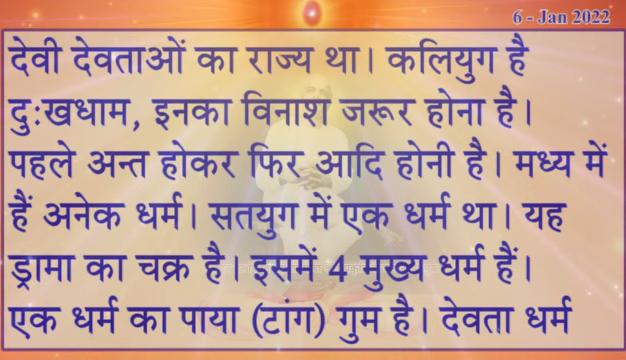 6 - Jan 2022
देवी देवताओं का राज्य था। कलियुग है
दुःखधाम, इनका विनाश जरूर होना है।
पहले अन्त होकर फिर आदि होनी है। मध्य में
हैं अनेक धर्म। सतयुग में एक धर्म था। यह
ड्रामा का चक्र है। इसमें 4 मुख्य धर्म हैं।
एक धर्म का पाया (टांग) गुम है। देवता धर्म